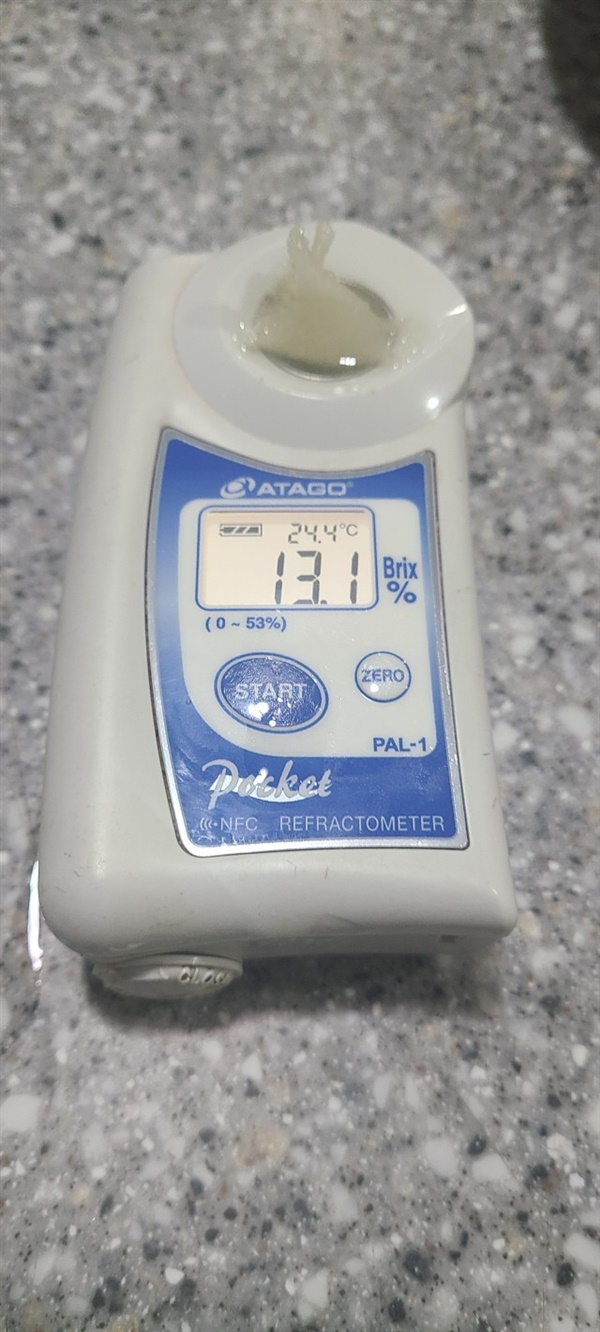 ATAGO®
24.4°C
13.1
Brix
%
( 0 ~ 53%)
START
ZERO
PAL-1
Pocket
NFC REFRACTOMETER